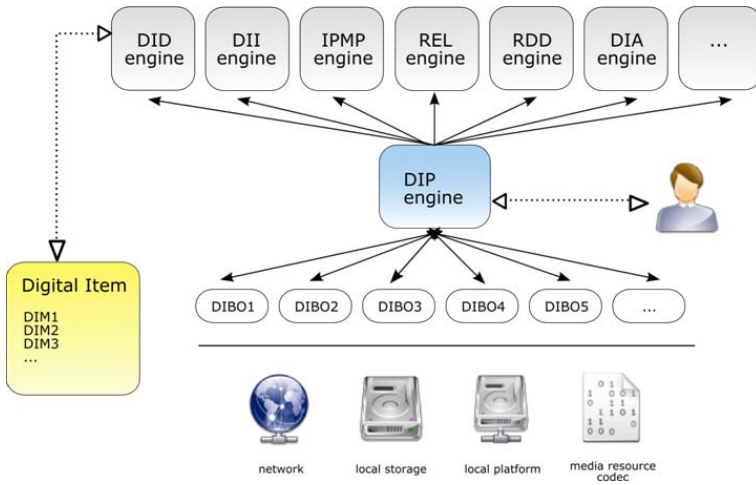 DID
engine
DII
engine
IPMP
engine
REL
engine
RDD
engine
DIA
engine
...
DIP
engine
Digital Item
DIM1
DIM2
DIM3
...
DIBO1
DIBO2
DIBO3
DIBO4
DIBO5
...
network
local storage
local platform
media resource
codec